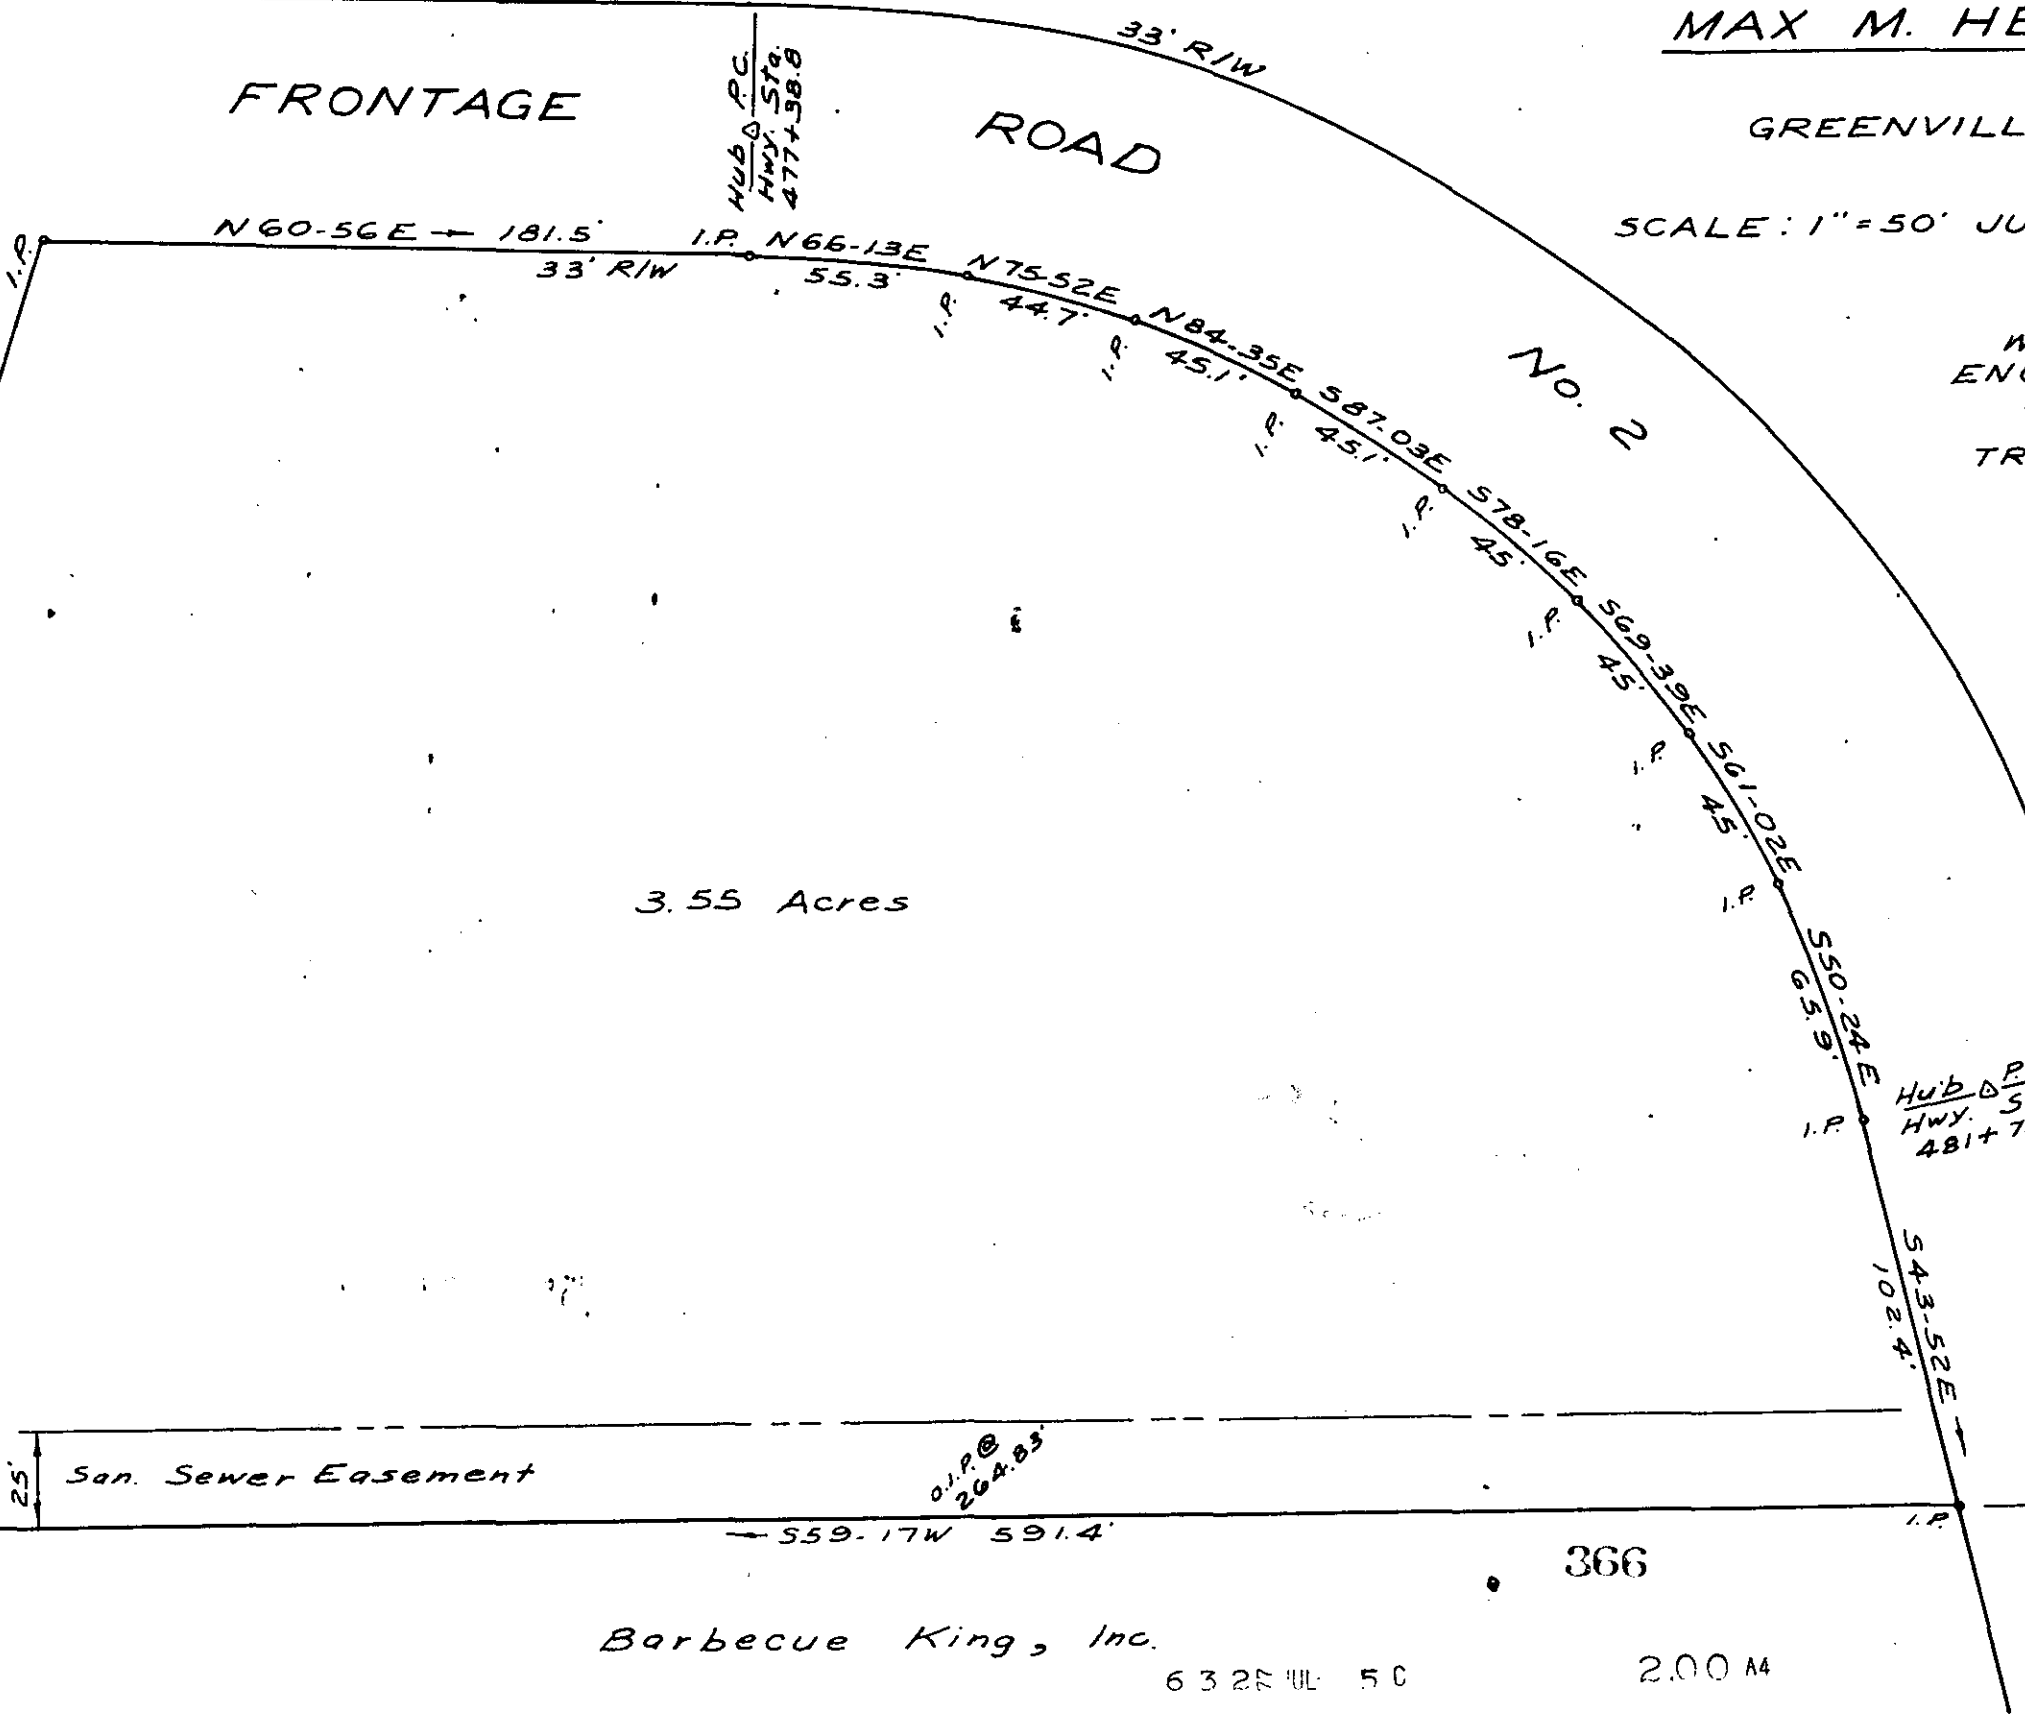 MAX M. HE
33' R/W
FRONTAGE
ROAD
No. 2
GREENVILL
Hub △ P.C.
Hwy. Sta.
477+38.8
SCALE: 1"=50' JU
ENG
TR
I.P.
N60-56E 181.5'
33' R/W
I.P.
N66-13E
55.3'
I.P.
N75-52E
44.7'
I.P.
N84-35E
45.1'
I.P.
S87-03E
45.1'
I.P.
S78-16E
45'
I.P.
S69-39E
45'
I.P.
S61-02E
45'
I.P.
S50-24E
65.9'
I.P.
Hub △ P.
Hwy. S
481+7
S43-52E
102.4'
3.55 Acres
25'
San. Sewer Easement
O.I.P. @
264.83'
S59-17W 591.4'
I.P.
366
Barbecue King, Inc.
2.00 A4